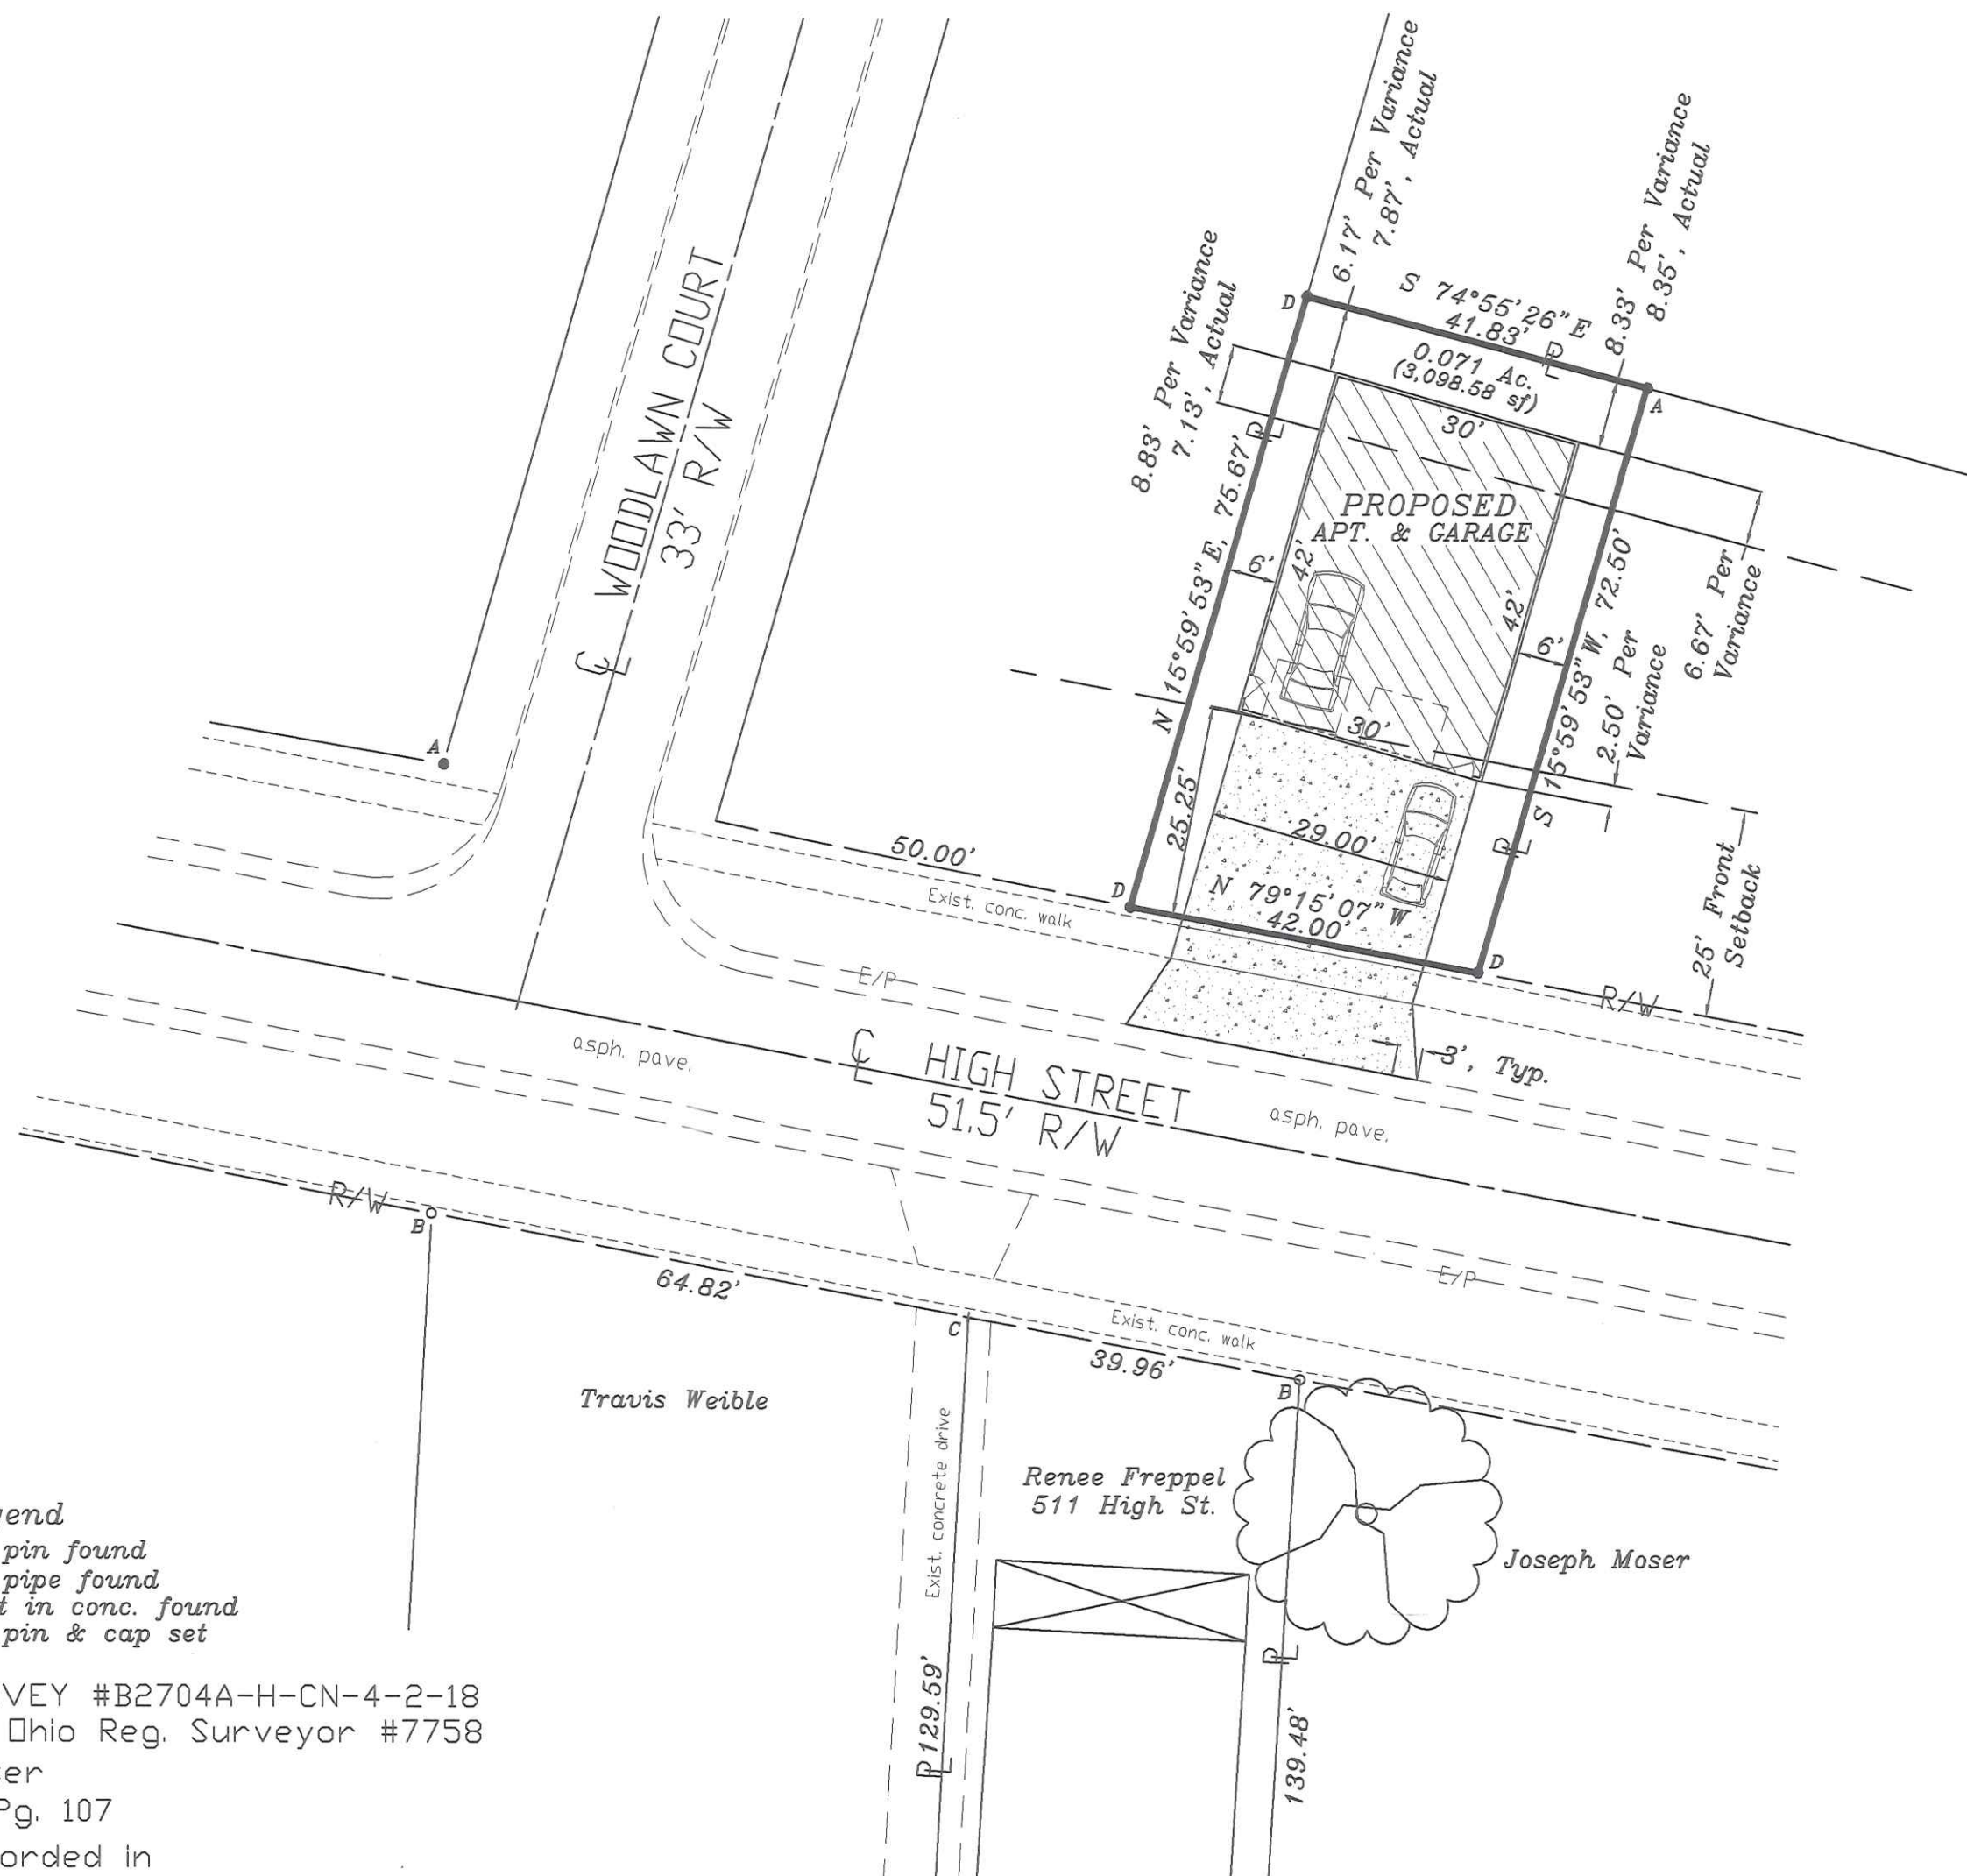 6.17' Per Variance
7.87', Actual
8.33' Per Variance
8.35', Actual
8.83' Per Variance
7.13', Actual
D
S 74°55'26" E
41.83'
PL
0.071 Ac.
(3,098.58 sf)
A
30'
PL
PROPOSED
APT. & GARAGE
WOODLAWN COURT
33' R/W
CL
6'
42'
42'
6'
N 15°59'53" E, 75.67'
S 15°59'53" W, 72.50'
6.67' Per
Variance
2.50' Per
Variance
30'
25.25'
29.00'
PL
25' Front
Setback
A
50.00'
D
N 79°15'07" W
42.00'
D
Exist. conc. walk
E/P
R/W
asph. pave.
CL
HIGH STREET
51.5' R/W
3', Typ.
asph. pave.
R/W
B
64.82'
E/P
C
Exist. conc. walk
39.96'
B
Travis Weible
Exist. concrete drive
Renee Freppel
511 High St.
Joseph Moser
PL
129.59'
PL
139.48'
end
pin found
pipe found
in conc. found
pin & cap set
VEY #B2704A-H-CN-4-2-18
Ohio Reg. Surveyor #7758
er
Pg. 107
orded in